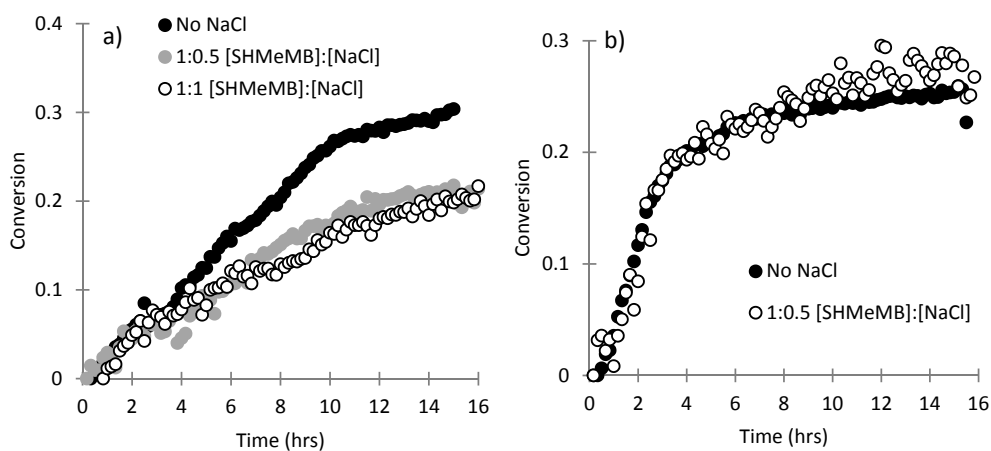 a)
No NaCl
1:0.5 [SHMeMB]:[NaCl]
1:1 [SHMeMB]:[NaCl]
0.4
0.3
0.2
0.1
0
Conversion
0 2 4 6 8 10 12 14 16
Time (hrs)
b)
0.3
0.2
0.1
0
Conversion
No NaCl
1:0.5 [SHMeMB]:[NaCl]
0 2 4 6 8 10 12 14 16
Time (hrs)